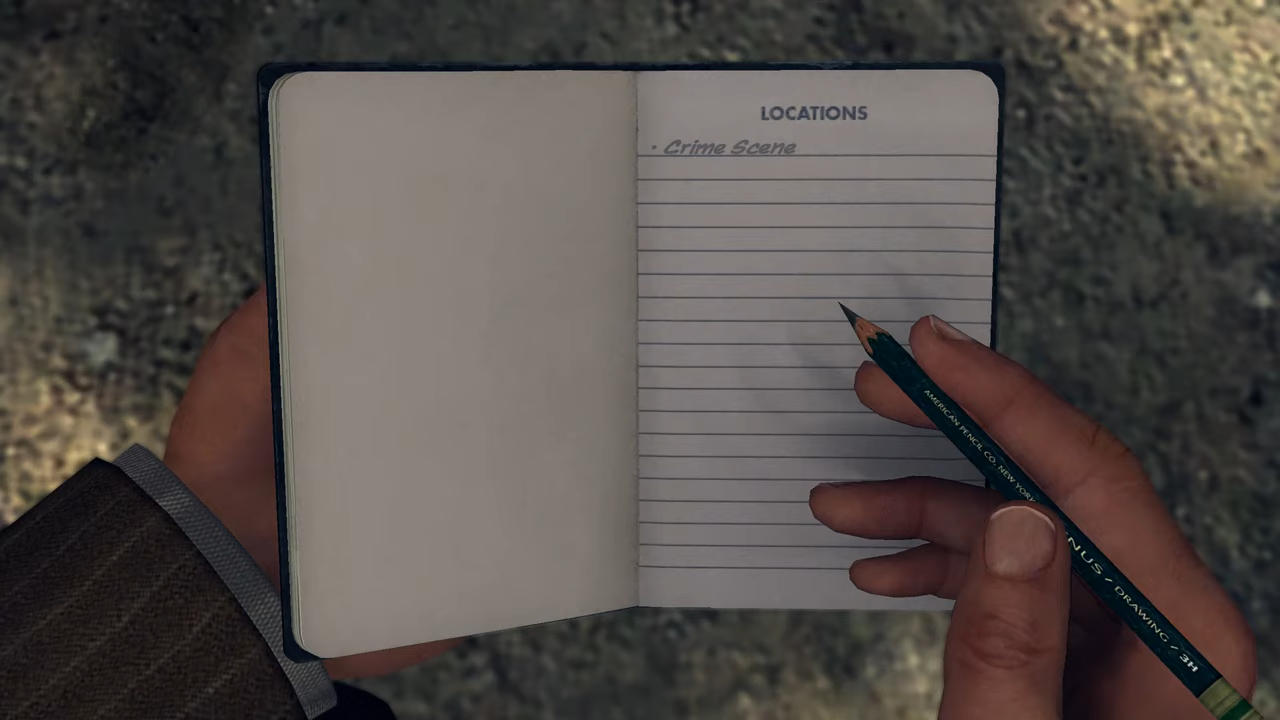 LOCATIONS
· Crime Scene
AMERICAN PENCIL CO. NEW YORK
NUS / DRAWING / 3H